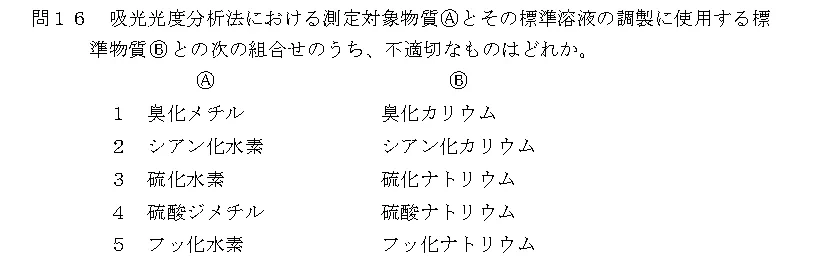 問16 吸光光度分析法における測定対象物質Ⓐとその標準溶液の調製に使用する標
準物質Ⓑとの次の組合せのうち、不適切なものはどれか。
Ⓐ Ⓑ
1 臭化メチル 臭化カリウム
2 シアン化水素 シアン化カリウム
3 硫化水素 硫化ナトリウム
4 硫酸ジメチル 硫酸ナトリウム
5 フッ化水素 フッ化ナトリウム